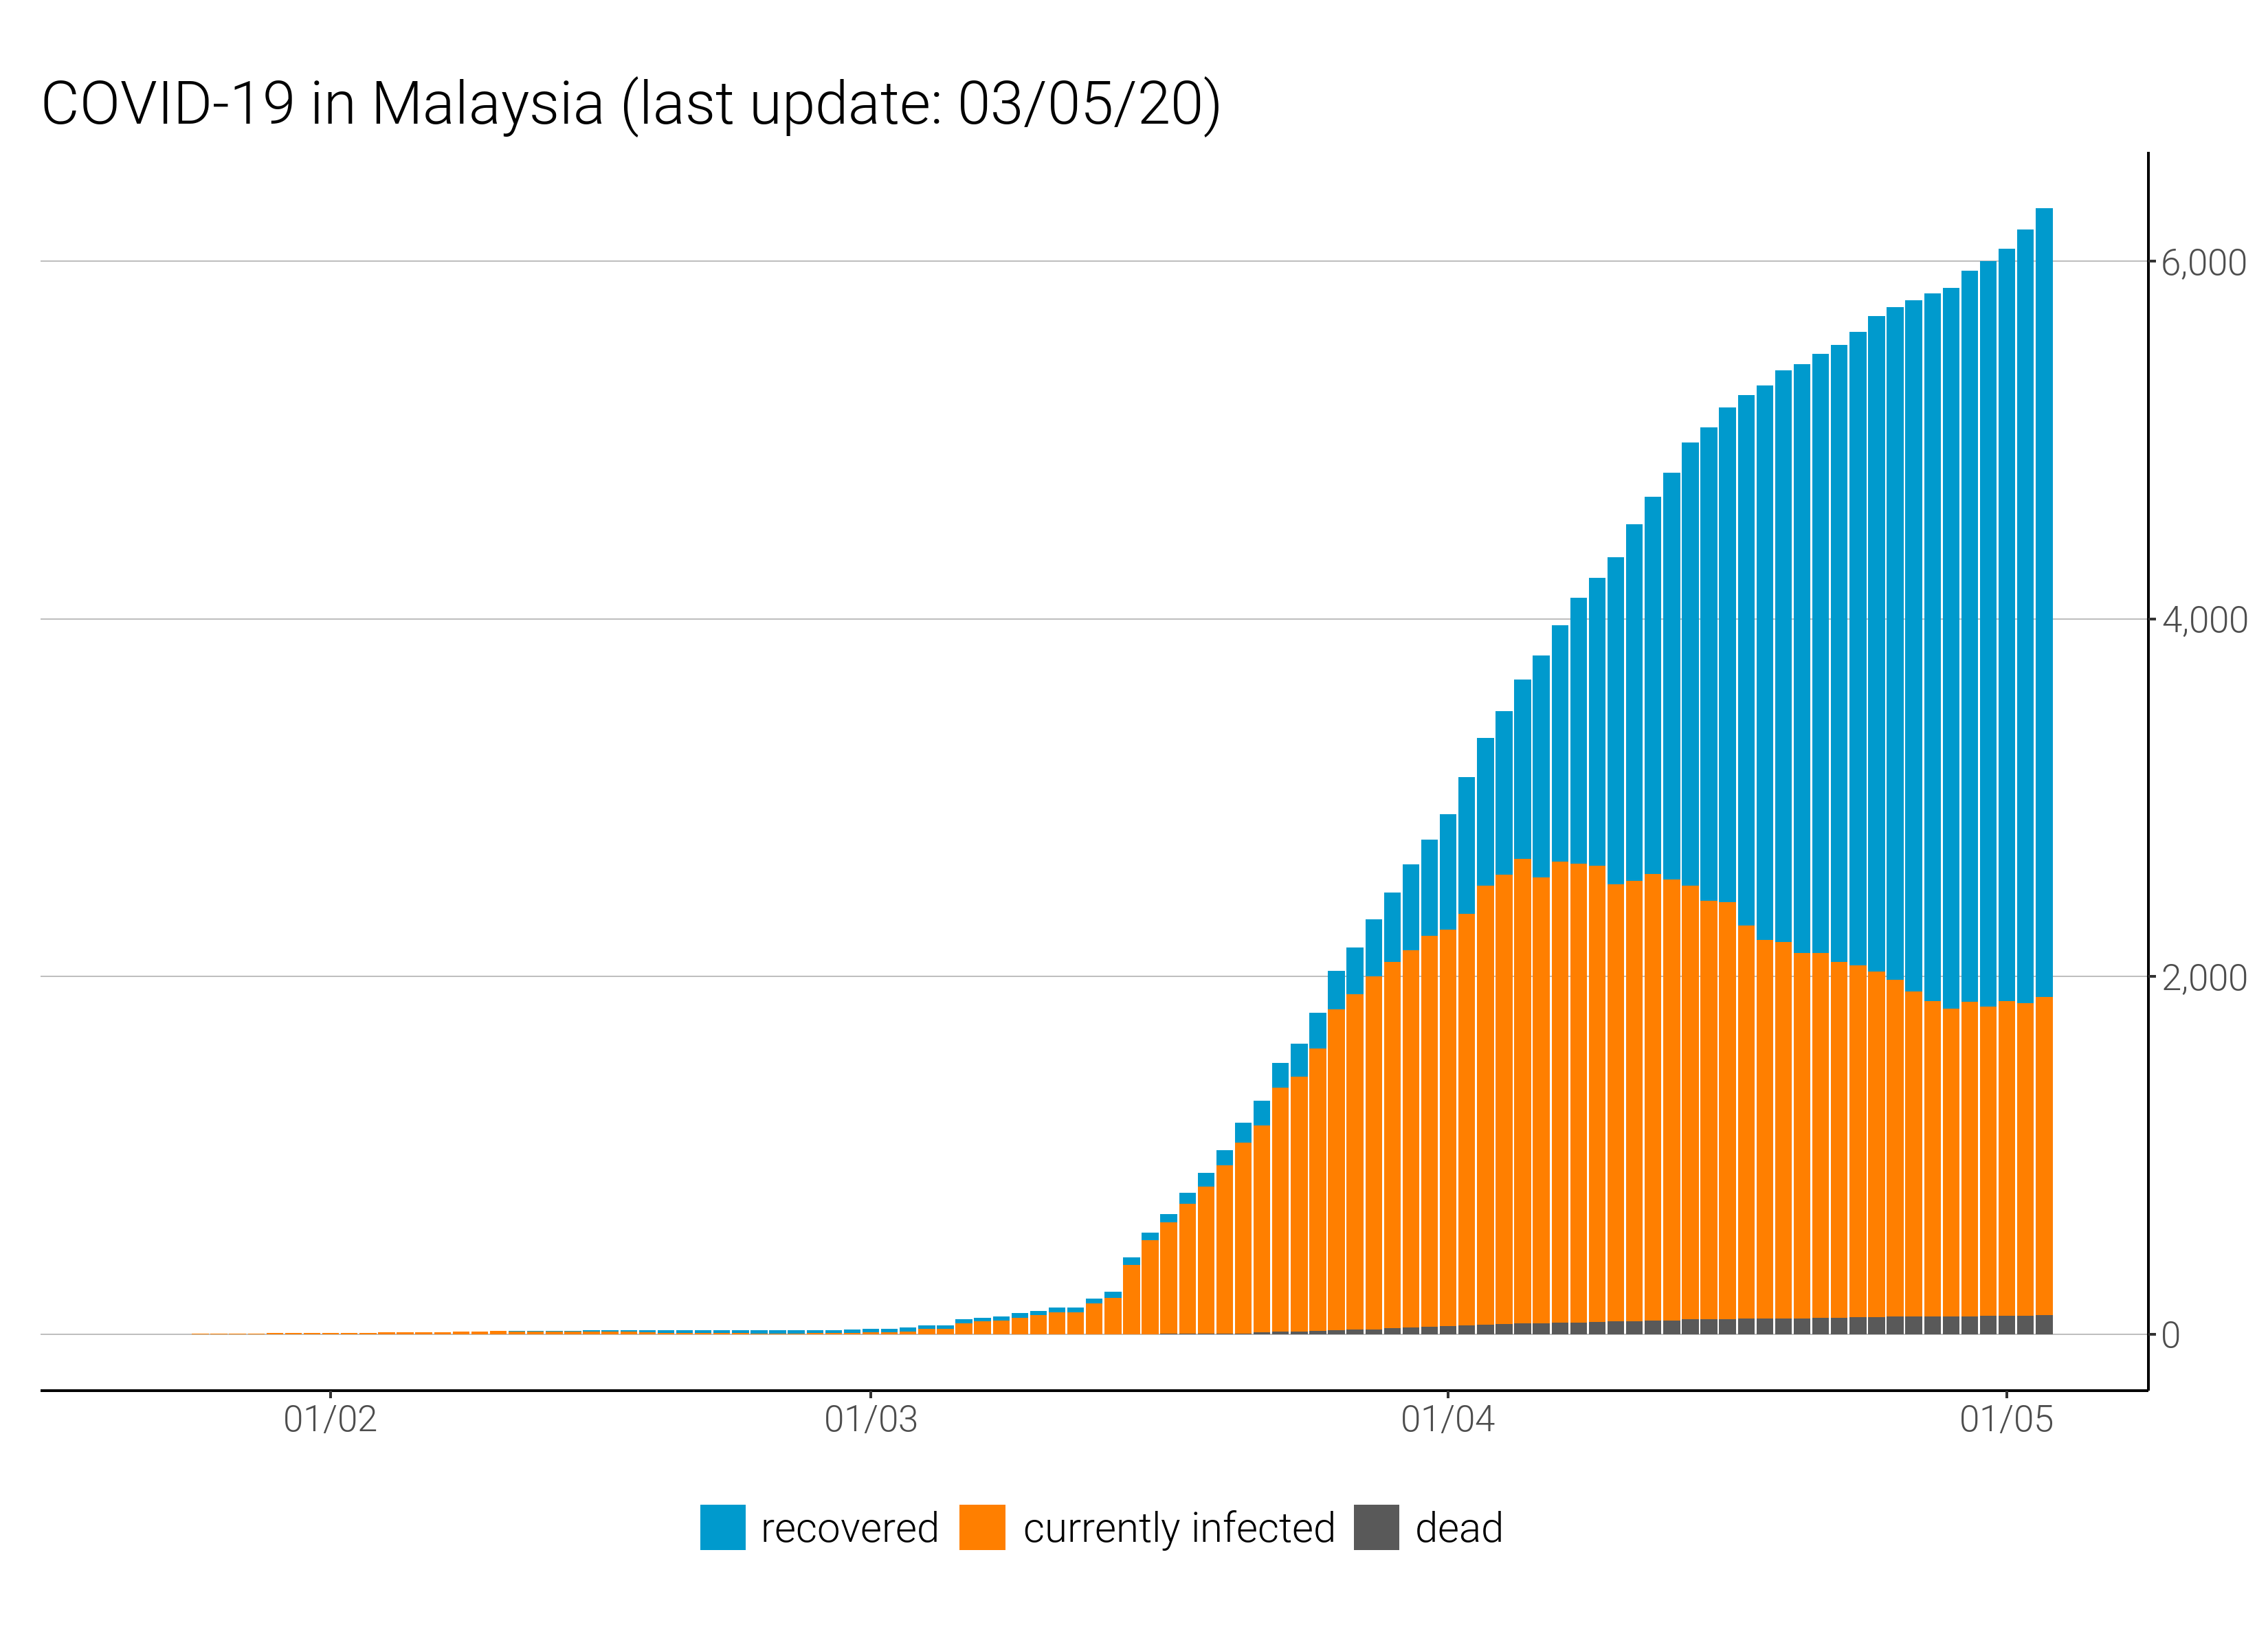 COVID-19 in Malaysia (last update: 03/05/20)
6,000
4,000
2,000
0
01/02 01/03 01/04 01/05
recovered currently infected dead